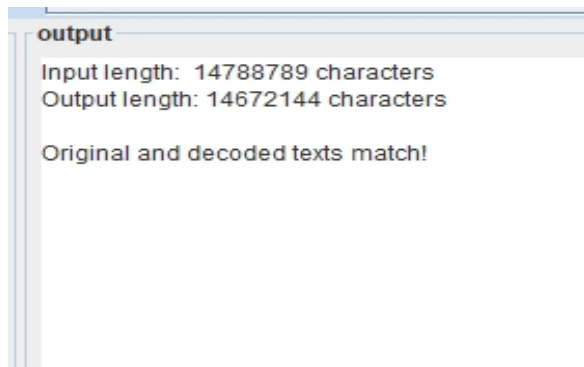 output
Input length:  14788789 characters
Output length: 14672144 characters
Original and decoded texts match!